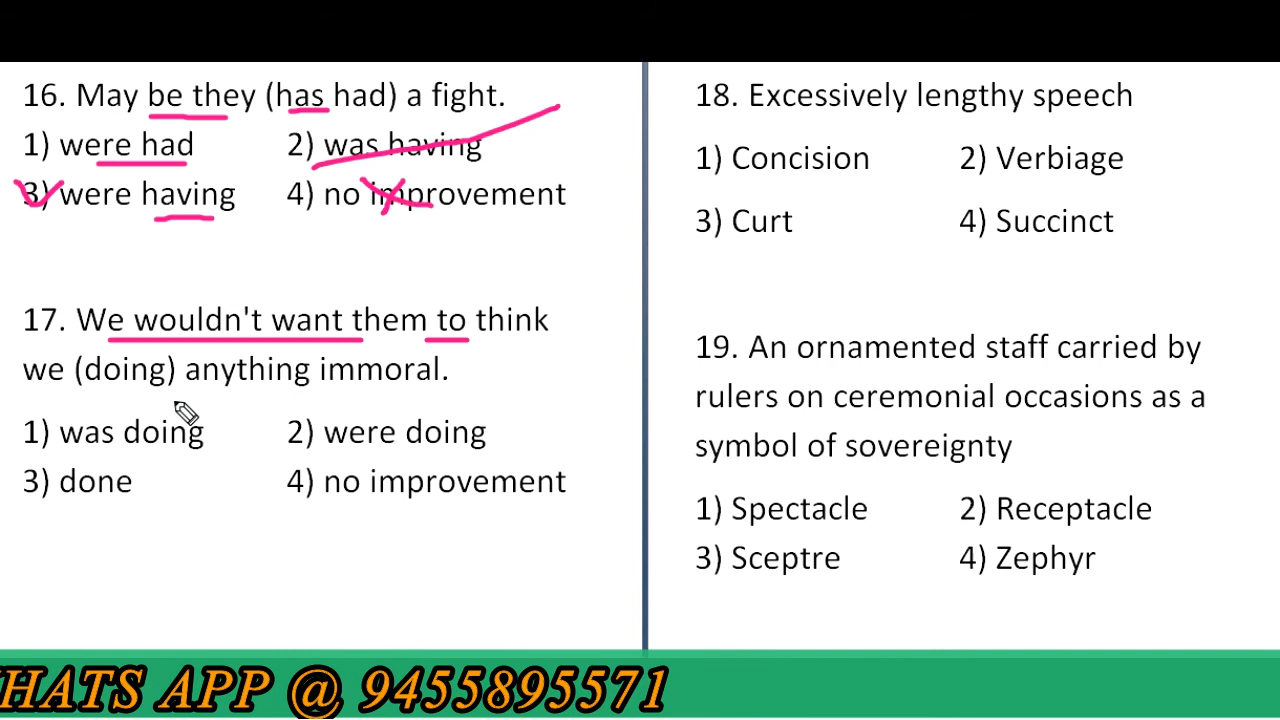 16. May be they (has had) a fight.
1) were had 2) was having
3) were having 4) no improvement
17. We wouldn't want them to think
we (doing) anything immoral.
1) was doing 2) were doing
3) done 4) no improvement
18. Excessively lengthy speech
1) Concision 2) Verbiage
3) Curt 4) Succinct
19. An ornamented staff carried by
rulers on ceremonial occasions as a
symbol of sovereignty
1) Spectacle 2) Receptacle
3) Sceptre 4) Zephyr
WHATS APP @ 9455895571